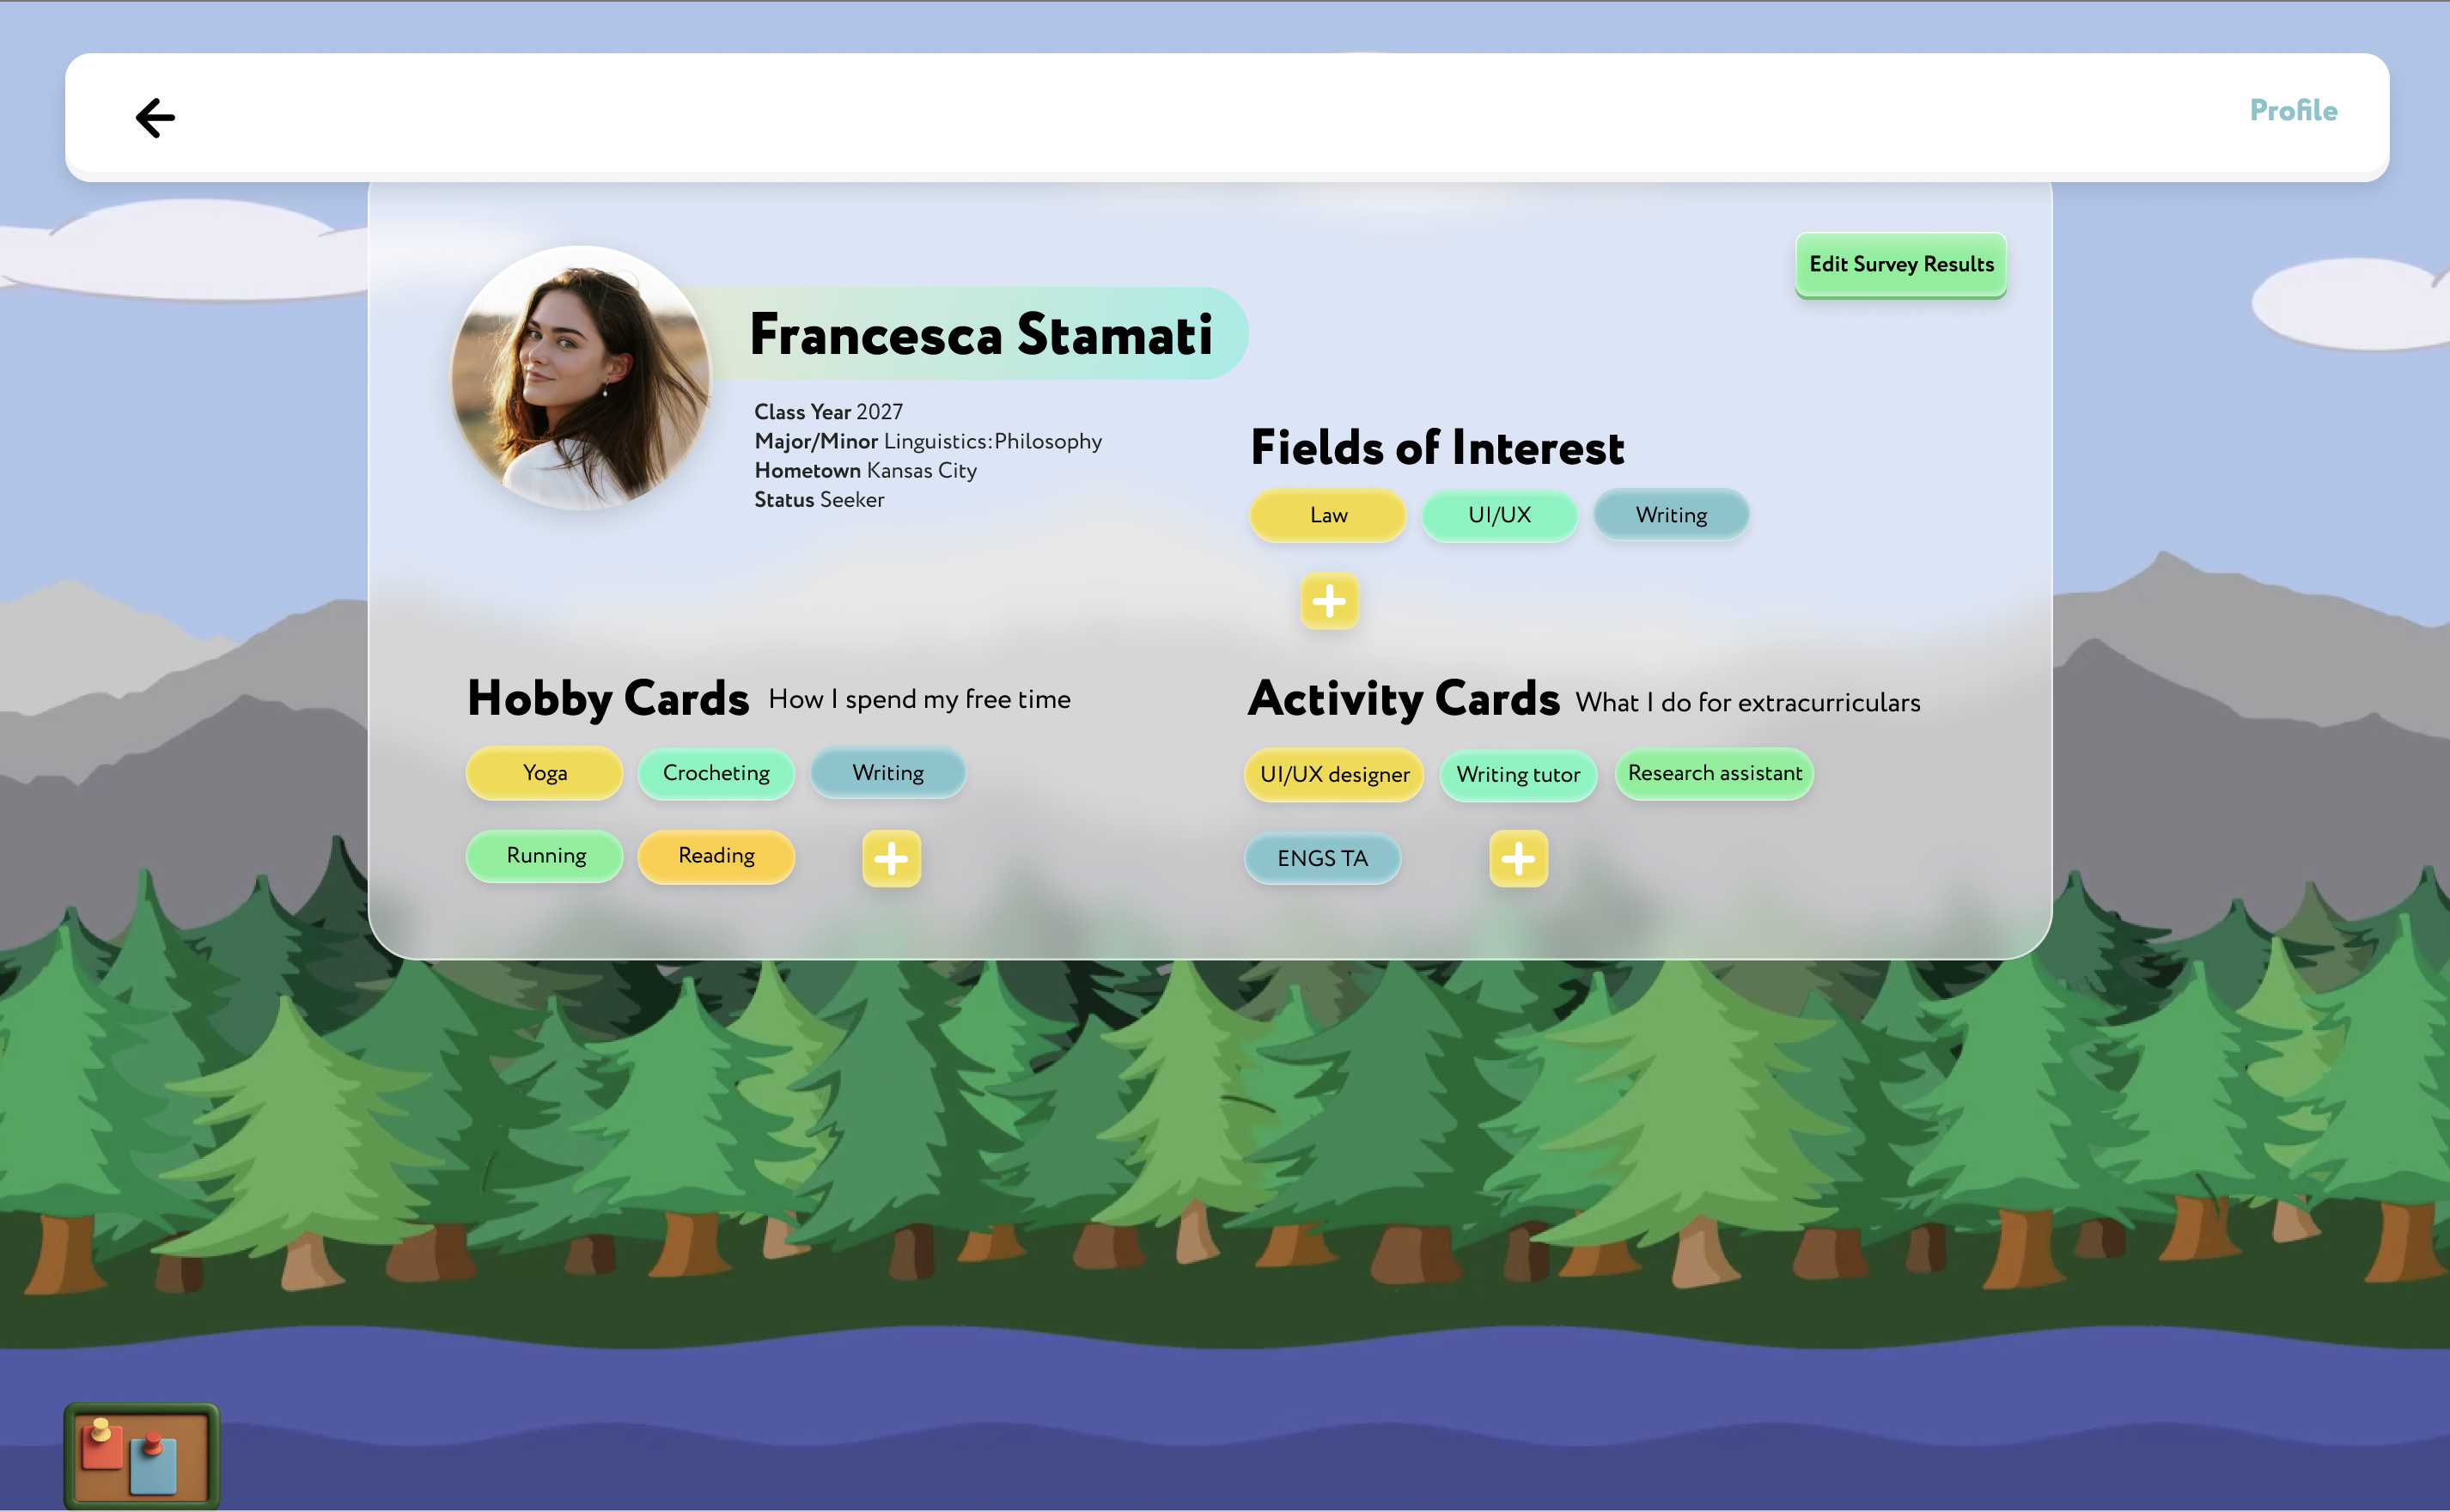 Profile
Edit Survey Results
Francesca Stamati
Class Year 2027
Major/Minor Linguistics:Philosophy
Hometown Kansas City
Status Seeker
Fields of Interest
Law UI/UX Writing
Hobby Cards How I spend my free time
Yoga Crocheting Writing
Running Reading
Activity Cards What I do for extracurriculars
UI/UX designer Writing tutor Research assistant
ENGS TA